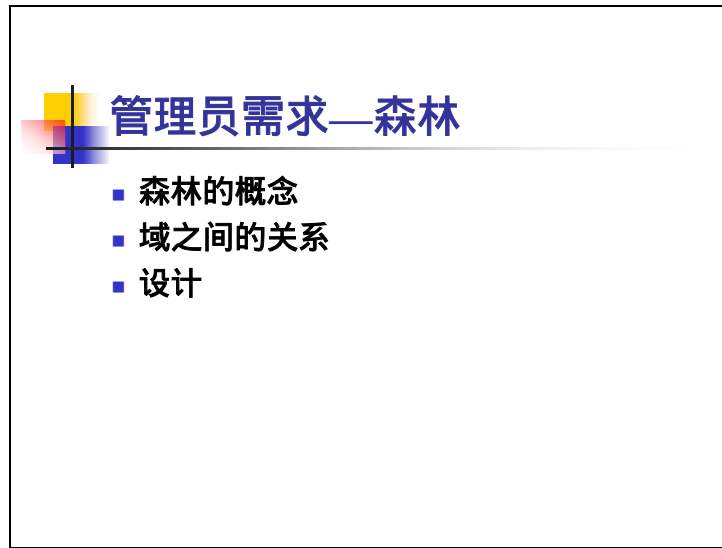 管理员需求—森林
森林的概念
域之间的关系
设计